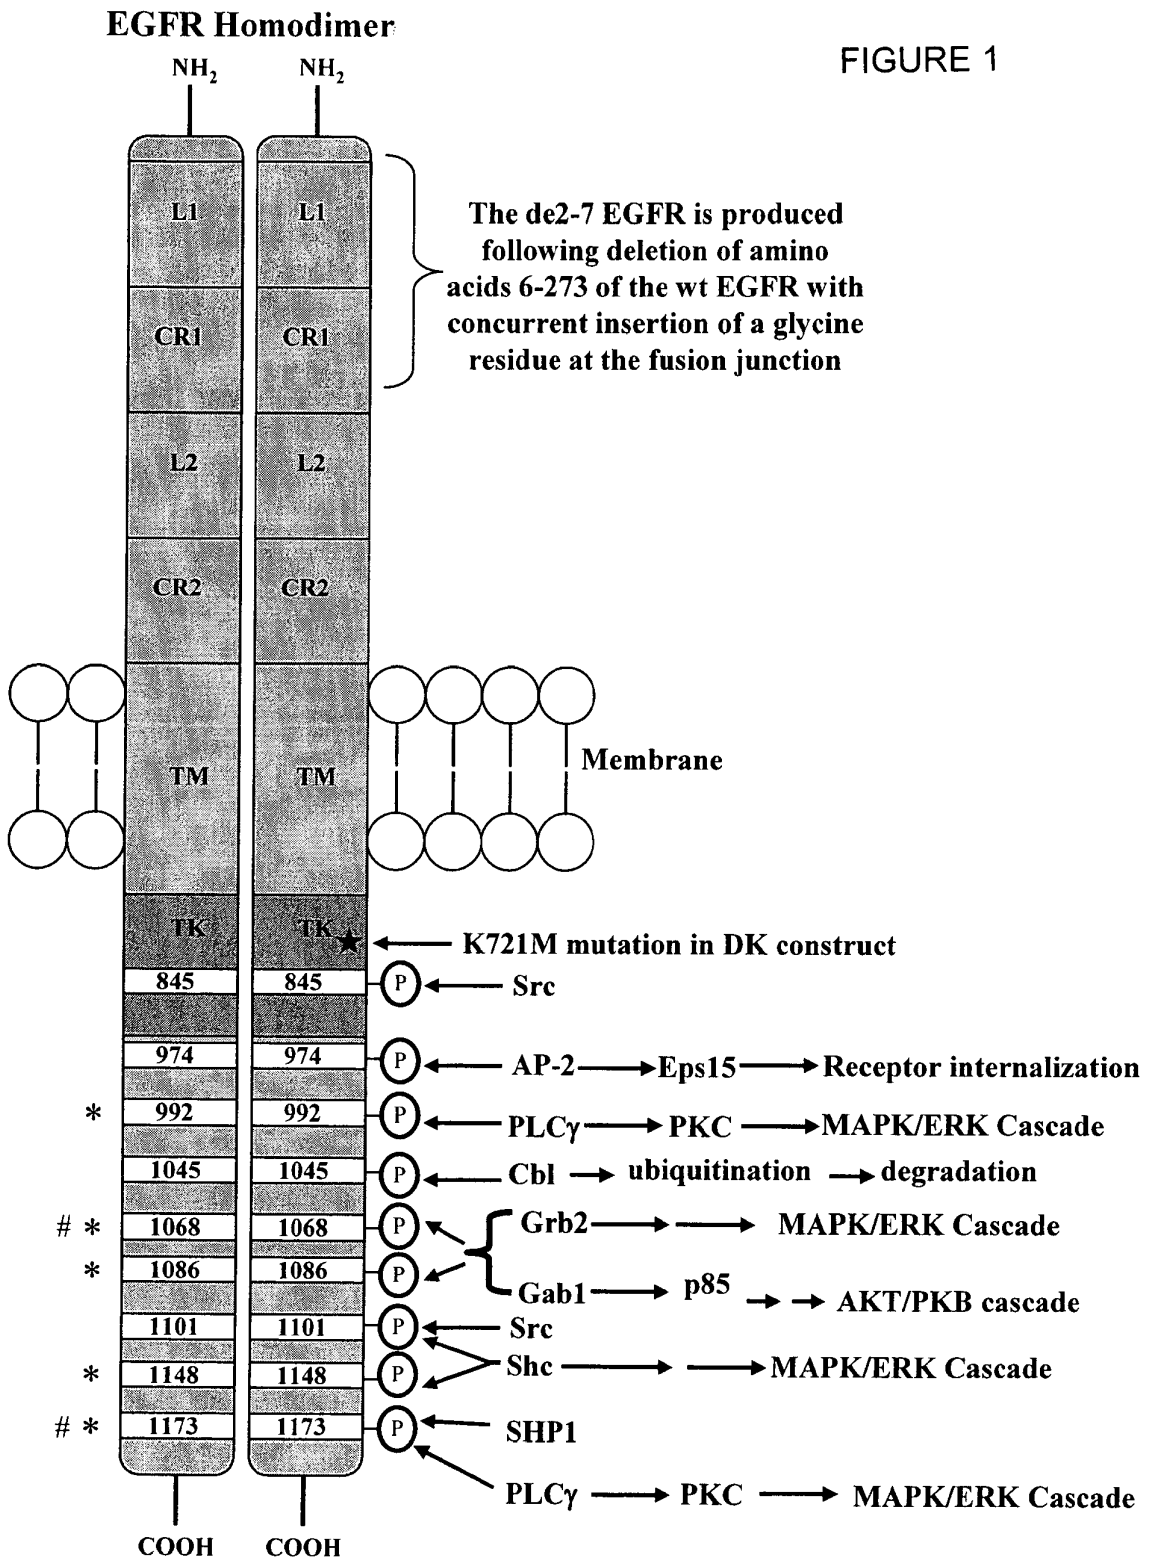 EGFR Homodimer
FIGURE 1
NH2 NH2
L1 L1
The de2-7 EGFR is produced
following deletion of amino
acids 6-273 of the wt EGFR with
concurrent insertion of a glycine
residue at the fusion junction
CR1 CR1
L2 L2
CR2 CR2
Membrane
TM TM
TK TK ★
K721M mutation in DK construct
845 845 P Src
974 974 P AP-2 Eps15 Receptor internalization
* 992 992 P PLCγ PKC MAPK/ERK Cascade
1045 1045 P Cbl ubiquitination degradation
# * 1068 1068 P Grb2 MAPK/ERK Cascade
* 1086 1086 P Gab1 p85 AKT/PKB cascade
1101 1101 P Src
* 1148 1148 P Shc MAPK/ERK Cascade
# * 1173 1173 P SHP1
PLCγ PKC MAPK/ERK Cascade
COOH COOH